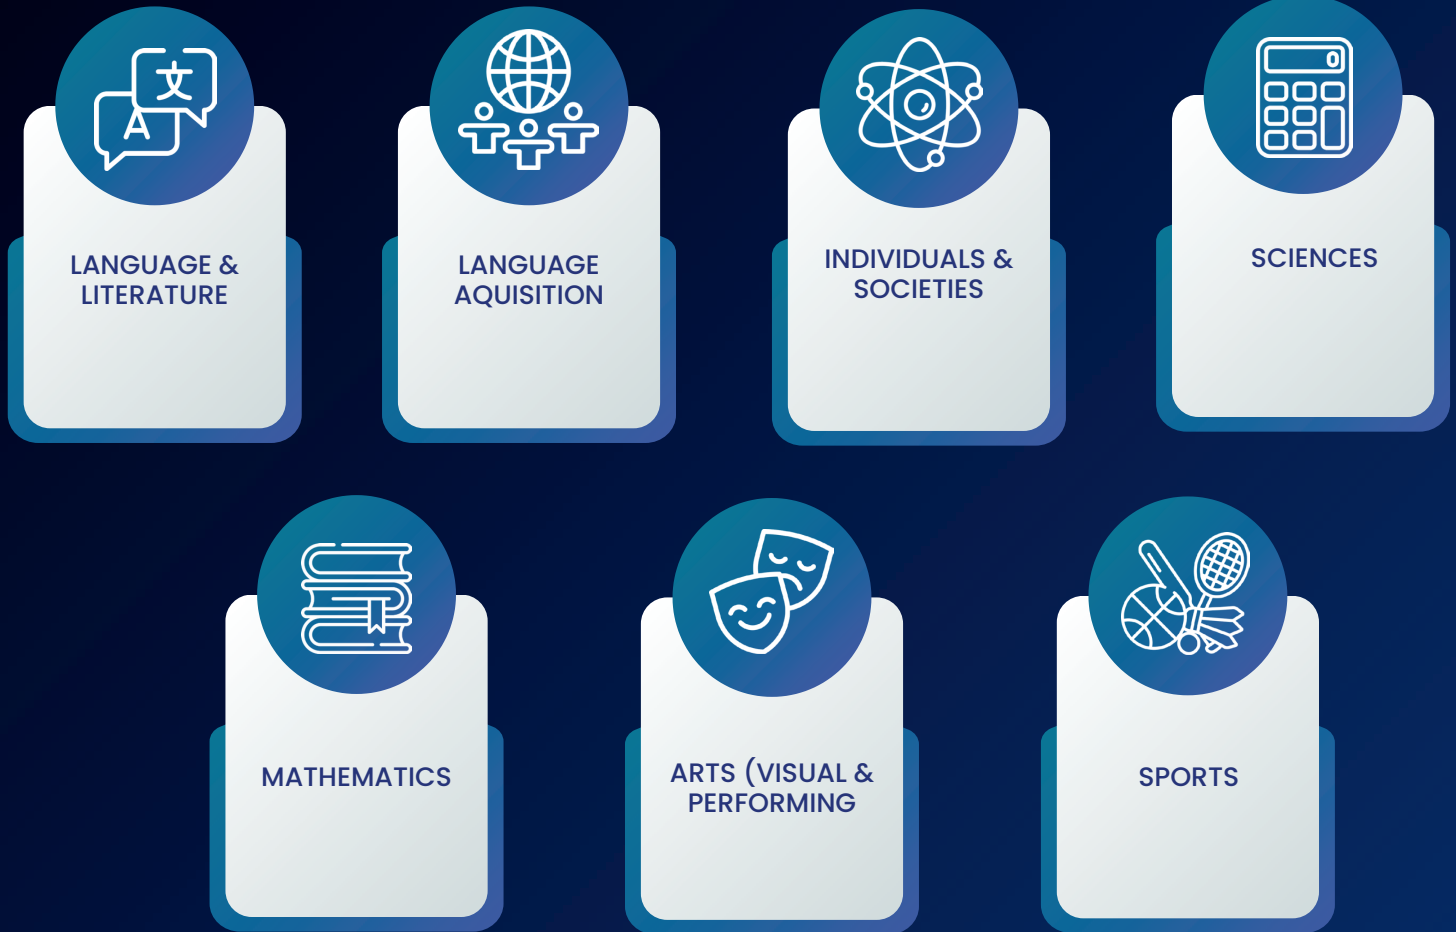 文
A
0
LANGUAGE &
LITERATURE
LANGUAGE
AQUISITION
INDIVIDUALS &
SOCIETIES
SCIENCES
MATHEMATICS
ARTS (VISUAL &
PERFORMING
SPORTS